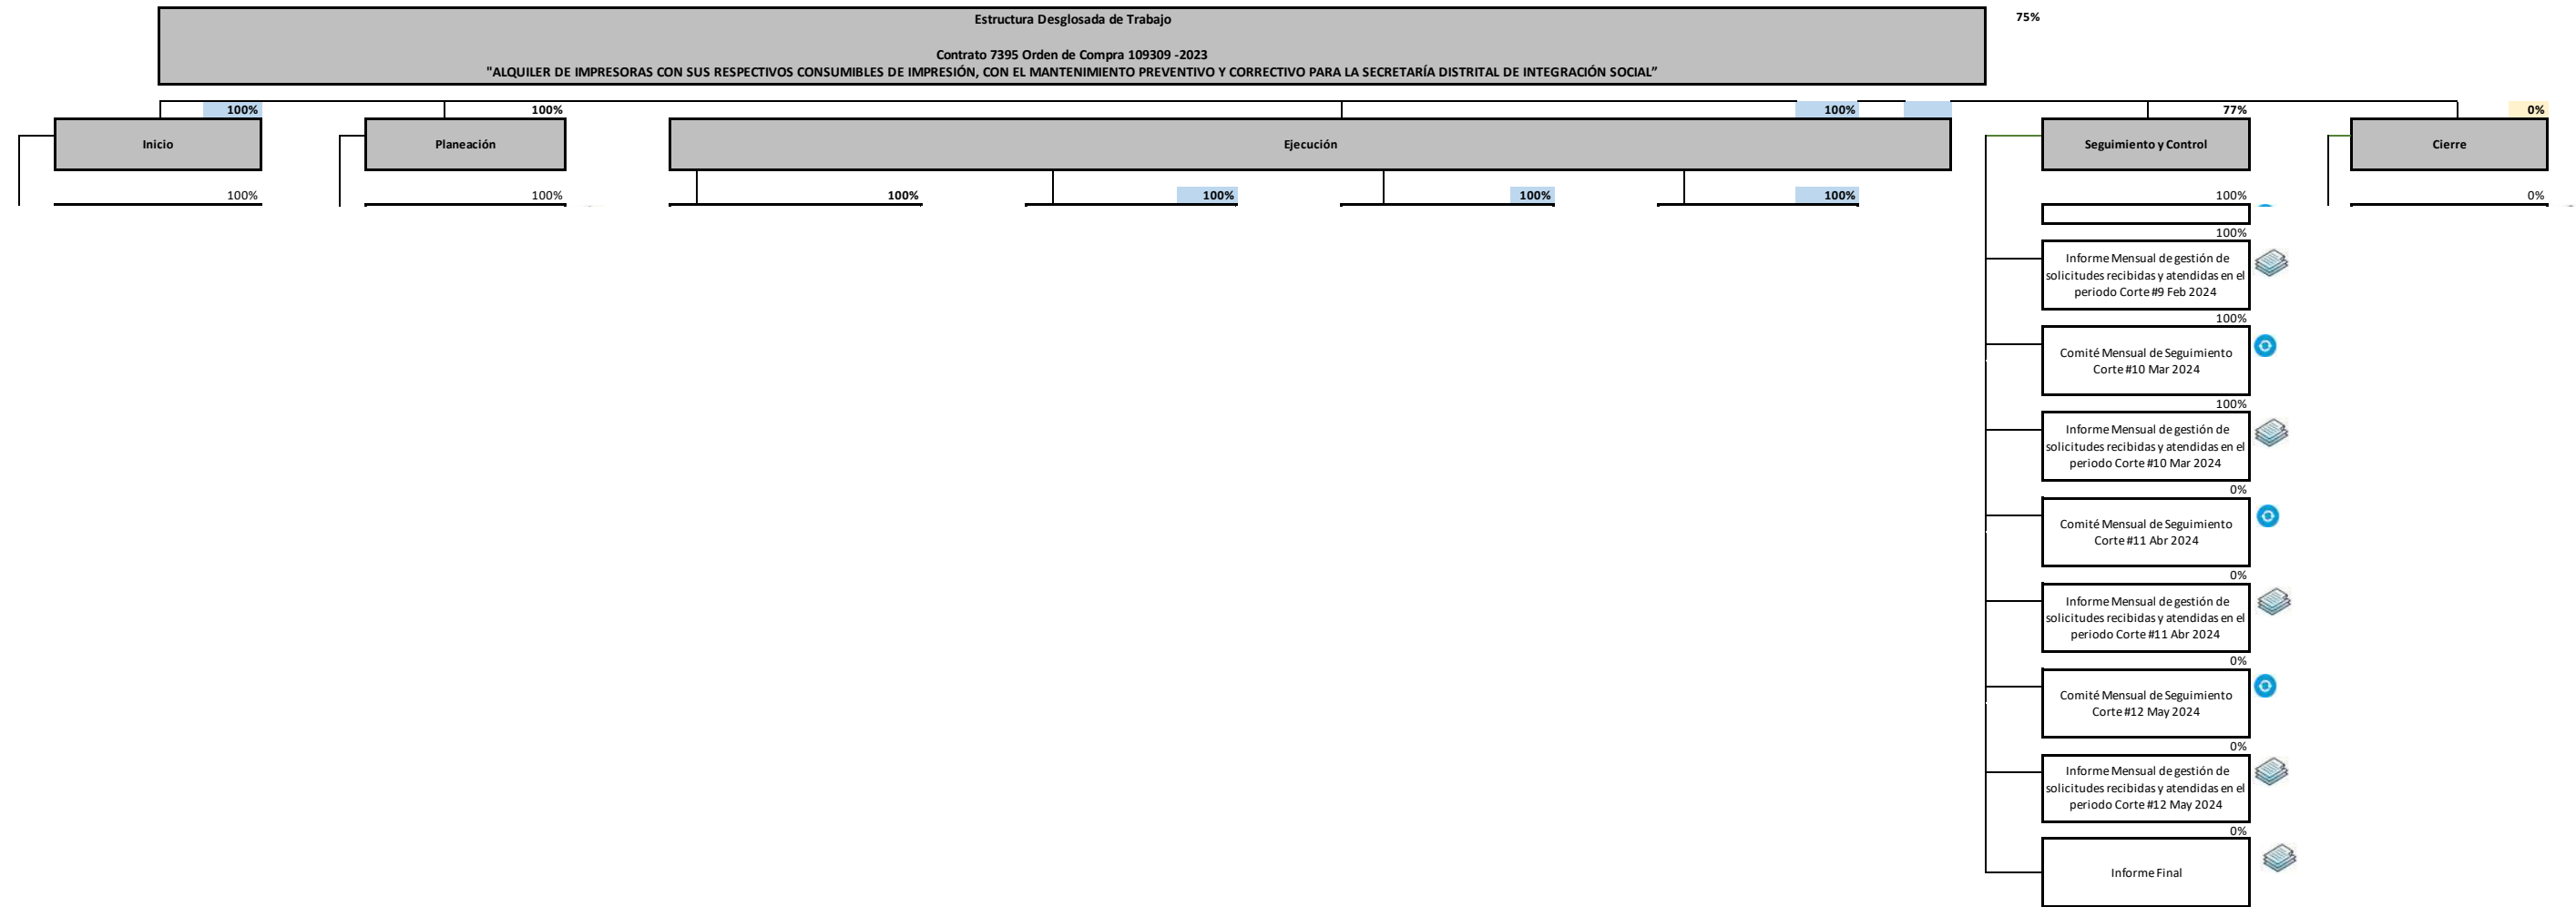 Estructura Desglosada de Trabajo
75%
Contrato 7395 Orden de Compra 109309 -2023
"ALQUILER DE IMPRESORAS CON SUS RESPECTIVOS CONSUMIBLES DE IMPRESIÓN, CON EL MANTENIMIENTO PREVENTIVO Y CORRECTIVO PARA LA SECRETARÍA DISTRITAL DE INTEGRACIÓN SOCIAL”
100%
100%
100%
77%
0%
Inicio
Planeación
Ejecución
Seguimiento y Control
Cierre
100%
100%
100%
100%
100%
100%
100%
0%
100%
Informe Mensual de gestión de
solicitudes recibidas y atendidas en el
periodo Corte #9 Feb 2024
100%
Comité Mensual de Seguimiento
Corte #10 Mar 2024
100%
Informe Mensual de gestión de
solicitudes recibidas y atendidas en el
periodo Corte #10 Mar 2024
0%
Comité Mensual de Seguimiento
Corte #11 Abr 2024
0%
Informe Mensual de gestión de
solicitudes recibidas y atendidas en el
periodo Corte #11 Abr 2024
0%
Comité Mensual de Seguimiento
Corte #12 May 2024
0%
Informe Mensual de gestión de
solicitudes recibidas y atendidas en el
periodo Corte #12 May 2024
0%
Informe Final